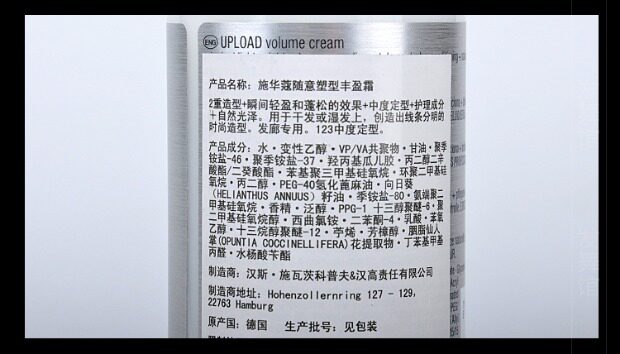 ENG UPLOAD volume cream
产品名称：施华蔻随意塑型丰盈霜
2重造型+瞬间轻盈和蓬松的效果+中度定型+护理成分
+自然光泽。用于干发或湿发上，创造出线条分明的
时尚造型。发廊专用。123中度定型。
产品成分：水·变性乙醇·VP/VA共聚物·甘油·聚季
铵盐-46·聚季铵盐-37·羟丙基瓜儿胶·丙二醇二辛
酸酯/二癸酸酯·苯基聚三甲基硅氧烷·环聚二甲基硅
氧烷·丙二醇·PEG-40氢化蓖麻油·向日葵
(HELIANTHUS ANNUUS) 籽油·季铵盐-80·氨端聚二
甲基硅氧烷·香精·泛醇·PPG-1 十三醇聚醚-6·聚
二甲基硅氧烷醇·西曲氯铵·二苯酮-4·乳酸·苯氧
乙醇·十三烷醇聚醚-12·苧烯·芳樟醇·胭脂仙人
掌(OPUNTIA COCCINELLIFERA)花提取物·丁苯基甲基
丙醛·水杨酸苄酯
制造商：汉斯·施瓦茨科普夫&汉高责任有限公司
制造商地址：Hohenzollernring 127 - 129,
22763 Hamburg
原产国：德国 生产批号：见包装